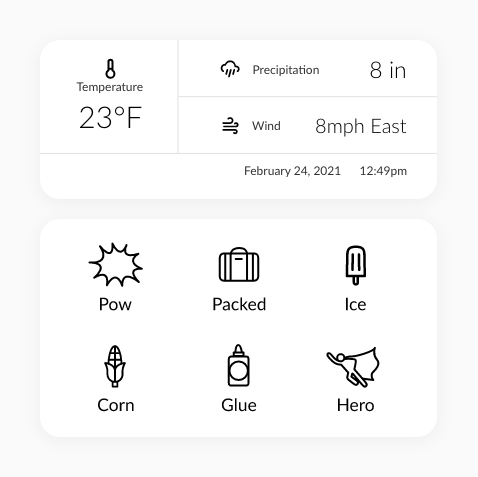 Temperature
23°F
Precipitation 8 in
Wind 8mph East
February 24, 2021 12:49pm
Pow Packed Ice
Corn Glue Hero